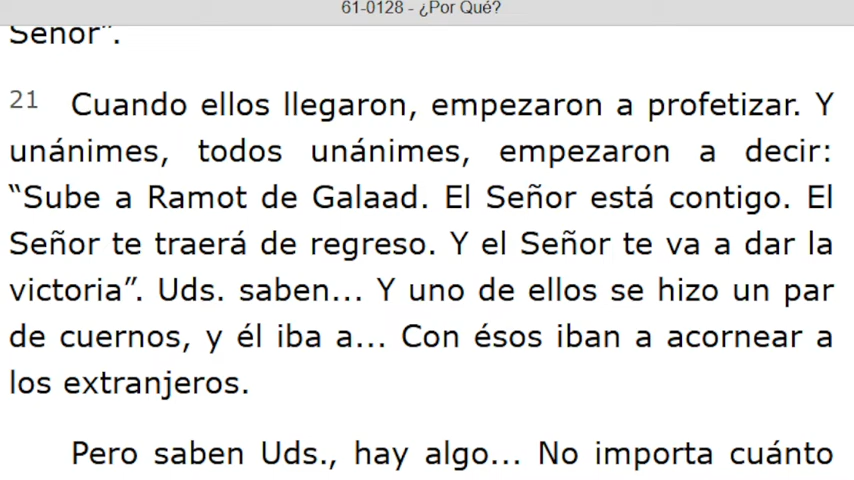 61-0128 - ¿Por Qué?
Señor”.
21 Cuando ellos llegaron, empezaron a profetizar. Y
unánimes, todos unánimes, empezaron a decir:
“Sube a Ramot de Galaad. El Señor está contigo. El
Señor te traerá de regreso. Y el Señor te va a dar la
victoria”. Uds. saben... Y uno de ellos se hizo un par
de cuernos, y él iba a... Con ésos iban a acornear a
los extranjeros.
Pero saben Uds., hay algo... No importa cuánto